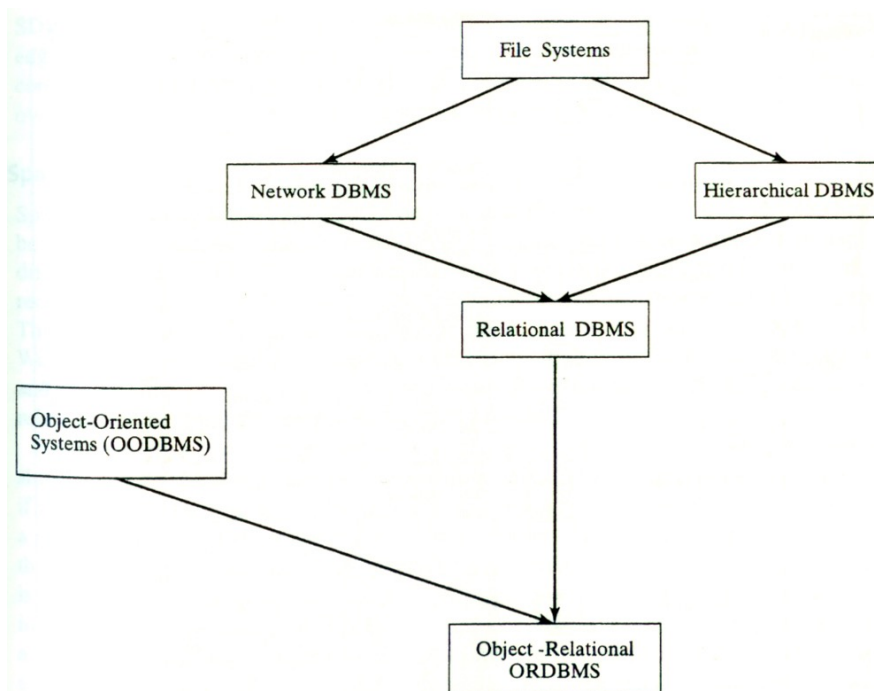 File Systems
Network DBMS
Hierarchical DBMS
Relational DBMS
Object-Oriented
Systems (OODBMS)
Object -Relational
ORDBMS